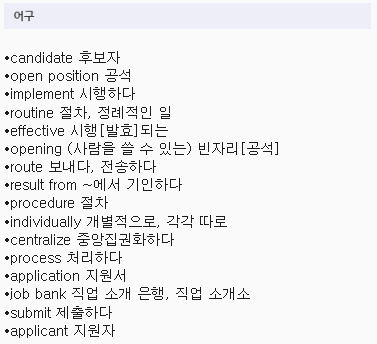 어구
•candidate 후보자
•open position 공석
•implement 시행하다
•routine 절차, 정례적인 일
•effective 시행[발효]되는
•opening (사람을 쓸 수 있는) 빈자리[공석]
•route 보내다, 전송하다
•result from ~에서 기인하다
•procedure 절차
•individually 개별적으로, 각각 따로
•centralize 중앙집권화하다
•process 처리하다
•application 지원서
•job bank 직업 소개 은행, 직업 소개소
•submit 제출하다
•applicant 지원자